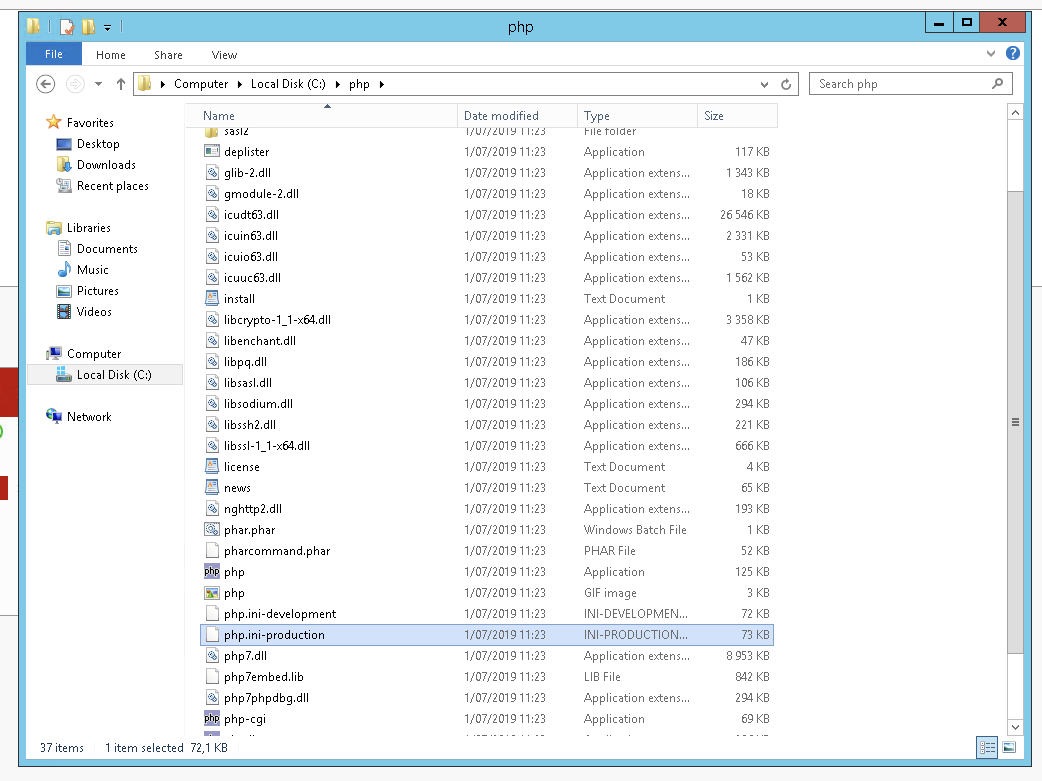 php
File Home Share View
Computer Local Disk (C:) php Search php
Favorites
Desktop
Downloads
Recent places
Libraries
Documents
Music
Pictures
Videos
Computer
Local Disk (C:)
Network
Name Date modified Type Size
sasl2 1/07/2019 11:23 File folder
deplister 1/07/2019 11:23 Application 117 KB
glib-2.dll 1/07/2019 11:23 Application extens... 1 343 KB
gmodule-2.dll 1/07/2019 11:23 Application extens... 18 KB
icudt63.dll 1/07/2019 11:23 Application extens... 26 546 KB
icuin63.dll 1/07/2019 11:23 Application extens... 2 331 KB
icuio63.dll 1/07/2019 11:23 Application extens... 53 KB
icuuc63.dll 1/07/2019 11:23 Application extens... 1 562 KB
install 1/07/2019 11:23 Text Document 1 KB
libcrypto-1_1-x64.dll 1/07/2019 11:23 Application extens... 3 358 KB
libenchant.dll 1/07/2019 11:23 Application extens... 47 KB
libpq.dll 1/07/2019 11:23 Application extens... 186 KB
libsasl.dll 1/07/2019 11:23 Application extens... 106 KB
libsodium.dll 1/07/2019 11:23 Application extens... 294 KB
libssh2.dll 1/07/2019 11:23 Application extens... 221 KB
libssl-1_1-x64.dll 1/07/2019 11:23 Application extens... 666 KB
license 1/07/2019 11:23 Text Document 4 KB
news 1/07/2019 11:23 Text Document 65 KB
nghttp2.dll 1/07/2019 11:23 Application extens... 193 KB
phar.phar 1/07/2019 11:23 Windows Batch File 1 KB
pharcommand.phar 1/07/2019 11:23 PHAR File 52 KB
php php 1/07/2019 11:23 Application 125 KB
php 1/07/2019 11:23 GIF image 3 KB
php.ini-development 1/07/2019 11:23 INI-DEVELOPMEN... 72 KB
php.ini-production 1/07/2019 11:23 INI-PRODUCTION... 73 KB
php7.dll 1/07/2019 11:23 Application extens... 8 953 KB
php7embed.lib 1/07/2019 11:23 LIB File 842 KB
php7phpdbg.dll 1/07/2019 11:23 Application extens... 294 KB
php php-cgi 1/07/2019 11:23 Application 69 KB
37 items 1 item selected 72,1 KB